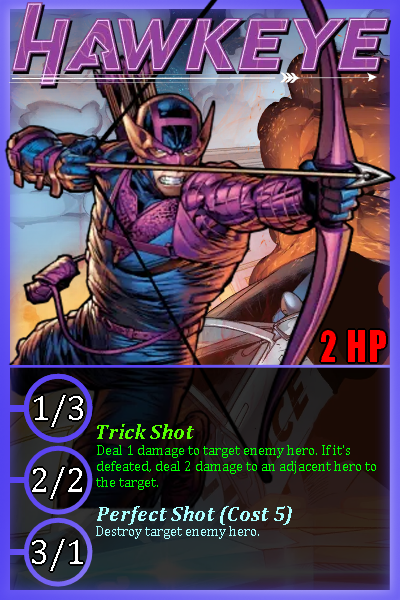 HAWKEYE
2 HP
1/3
Trick Shot
Deal 1 damage to target enemy hero. If it's
defeated, deal 2 damage to an adjacent hero to
the target.
2/2
Perfect Shot (Cost 5)
Destroy target enemy hero.
3/1